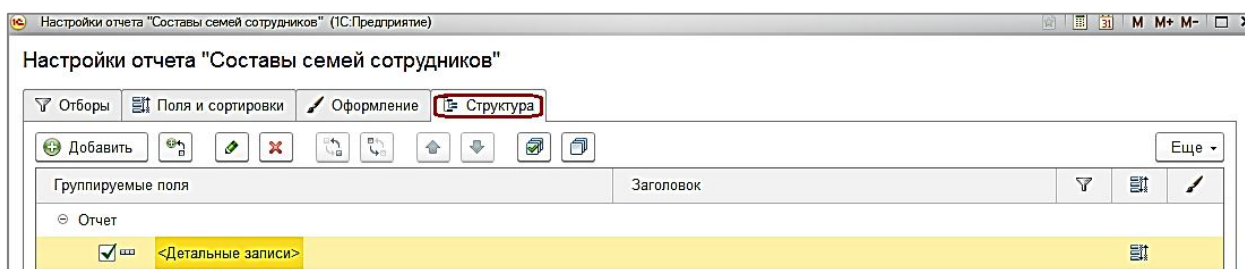 Настройки отчета "Составы семей сотрудников" (1С:Предприятие)
31 M M+ M-
Настройки отчета "Составы семей сотрудников"
Отборы Поля и сортировки Оформление Структура
Добавить Еще
Группируемые поля Заголовок
Отчет
<Детальные записи>